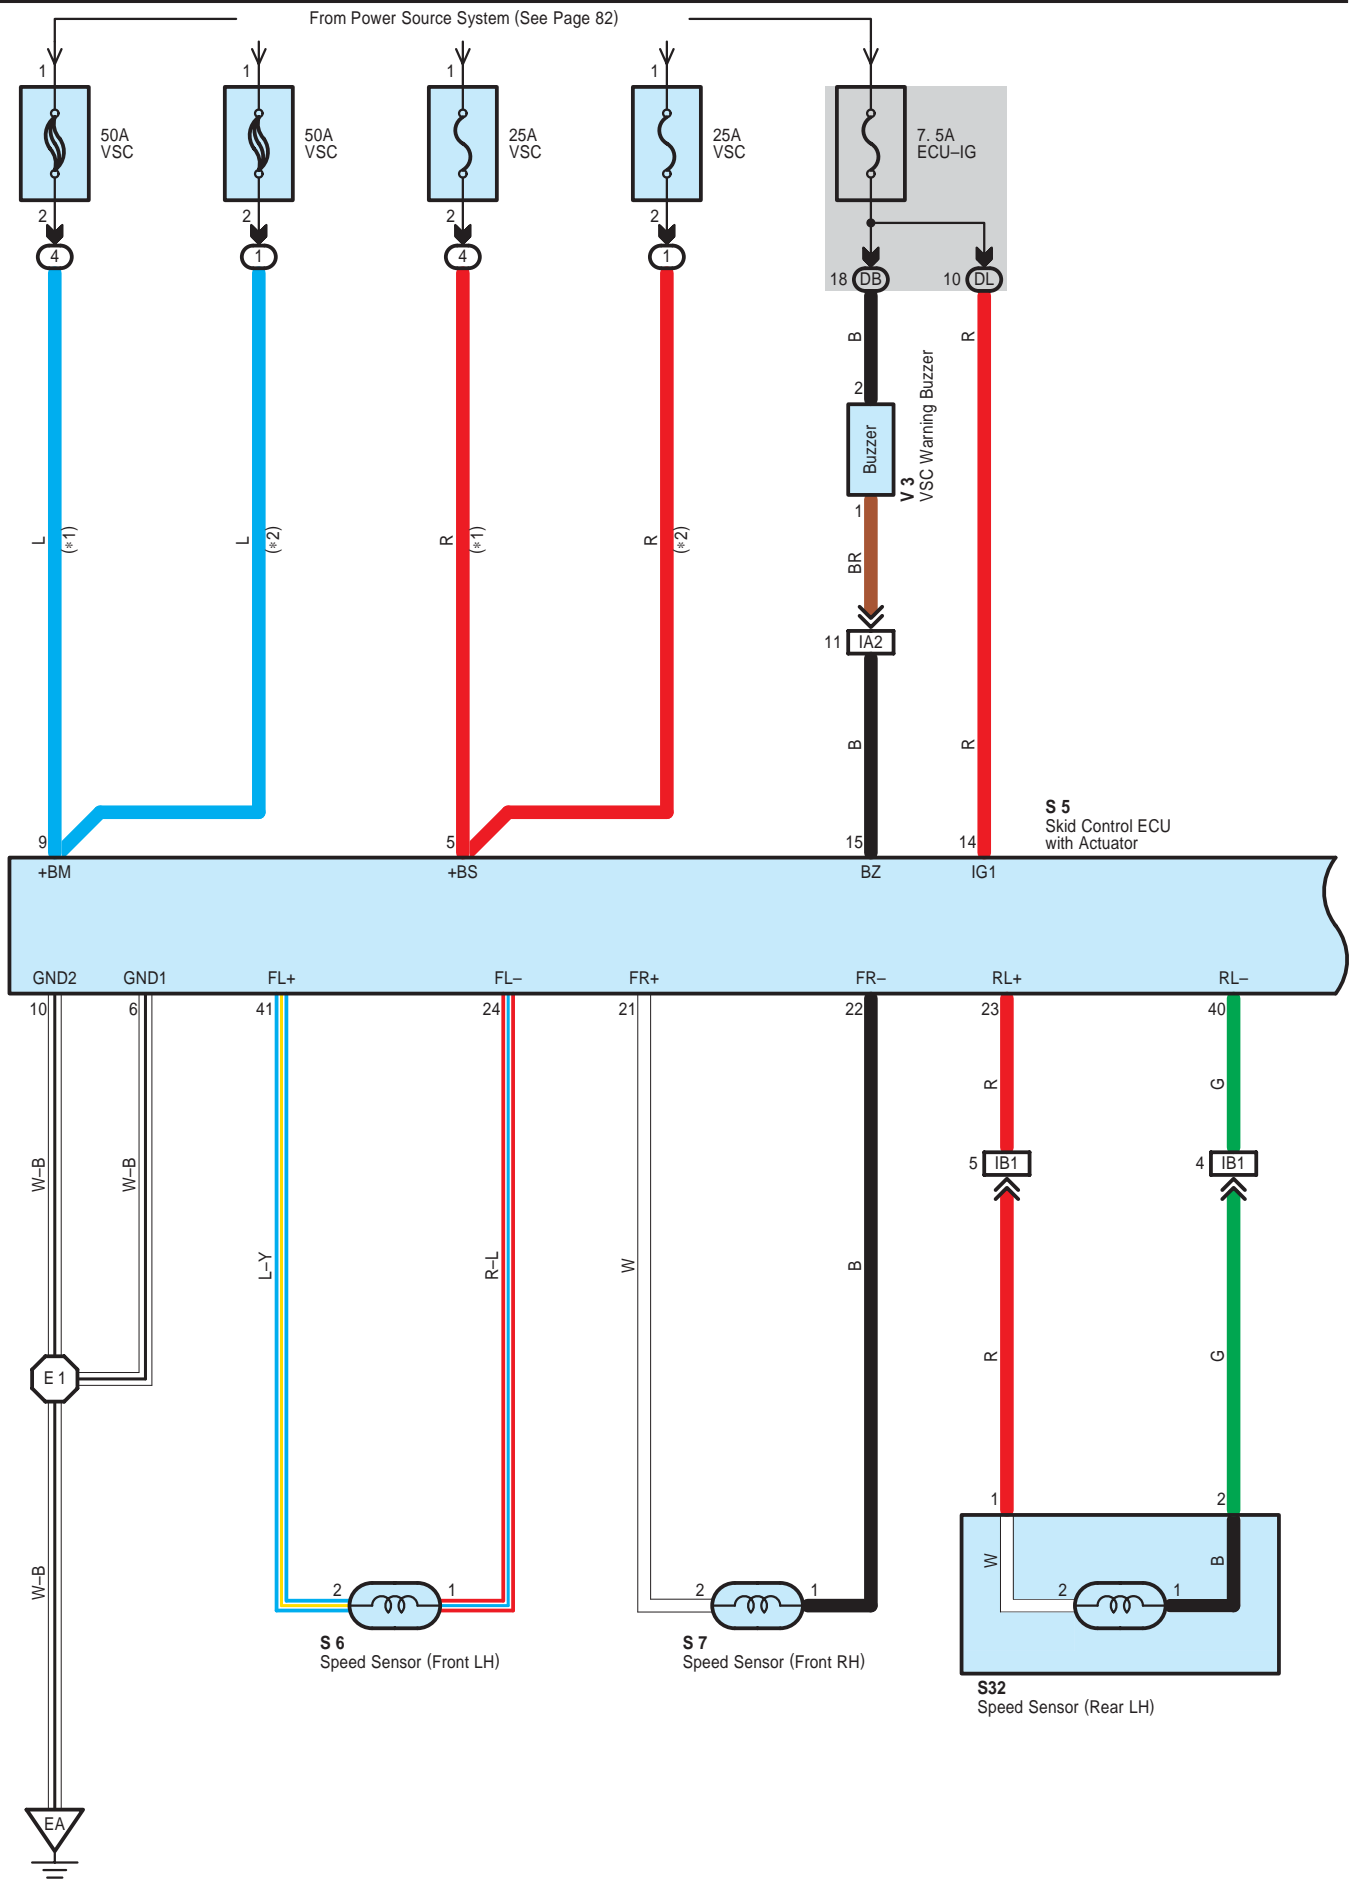 From Power Source System (See Page 82)
1
1
1
1
50A
VSC
50A
VSC
25A
VSC
25A
VSC
7. 5A
ECU–IG
2
2
2
2
4
1
4
1
18 DB
10 DL
B
R
2
Buzzer
V 3
VSC Warning Buzzer
1
L
(*1)
L
(*2)
R
(*1)
R
(*2)
BR
11 IA2
B
R
S 5
Skid Control ECU
with Actuator
9
5
15
14
+BM
+BS
BZ
IG1
GND2
GND1
FL+
FL–
FR+
FR–
RL+
RL–
10
6
41
24
21
22
23
40
R
G
W–B
W–B
5 IB1
4 IB1
L–Y
R–L
W
B
R
G
E 1
1
2
W–B
W
B
2
1
2
1
2
1
S 6
Speed Sensor (Front LH)
S 7
Speed Sensor (Front RH)
S32
Speed Sensor (Rear LH)
EA